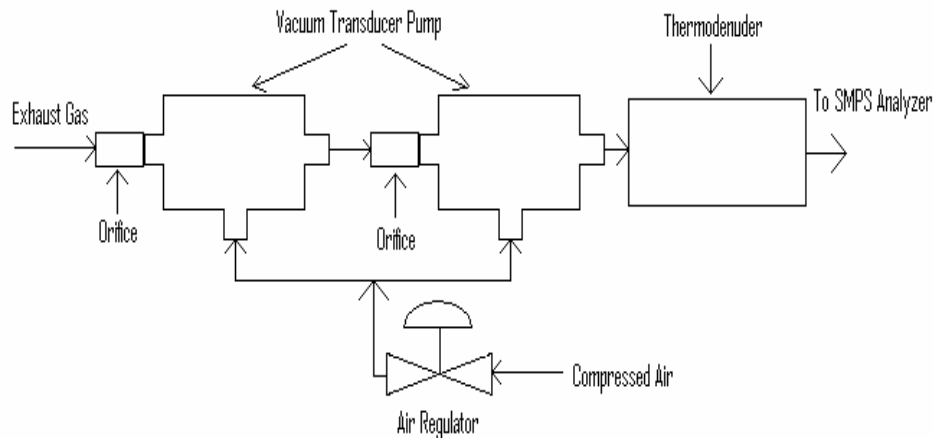 Vacuum Transducer Pump
Thermodenuder
Exhaust Gas
To SMPS Analyzer
Orifice
Orifice
Compressed Air
Air Regulator